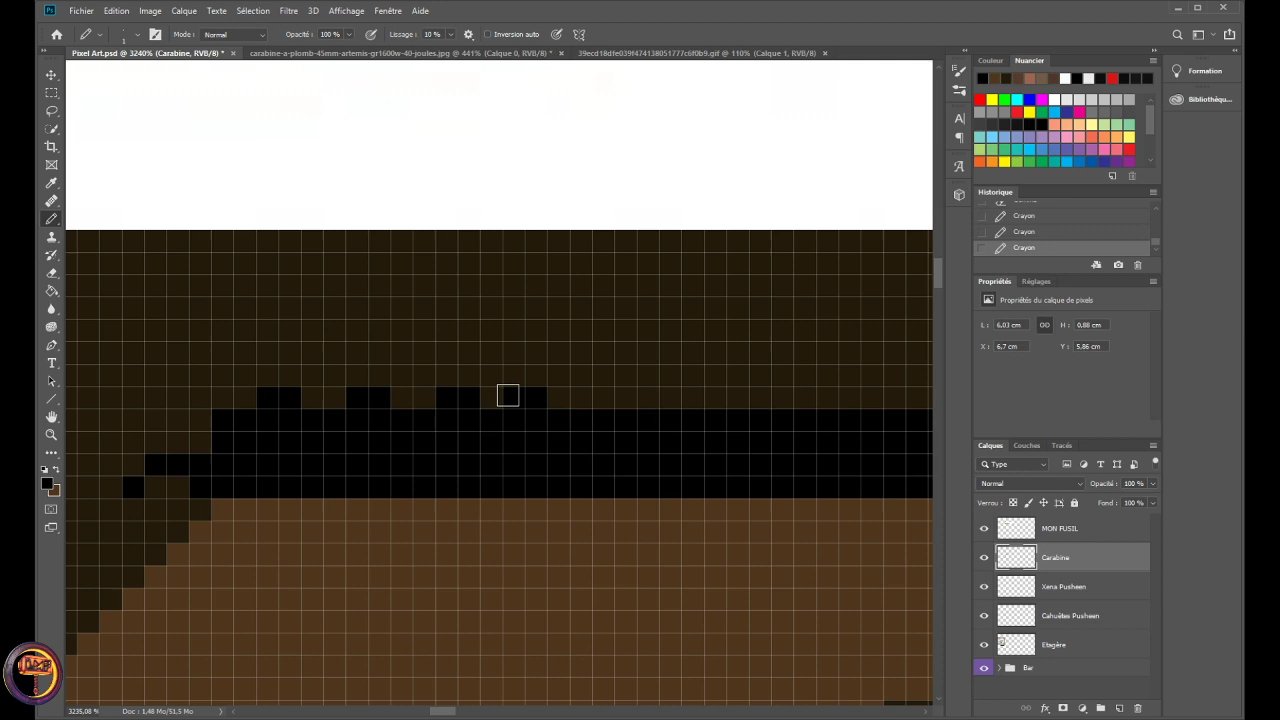 Ps Fichier Edition Image Calque Texte Sélection Filtre 3D Affichage Fenêtre Aide
1 Mode : Normal Opacité : 100 % Lissage : 10 % Inversion auto
Pixel Art.psd @ 3240% (Carabine, RVB/8) * × carabine-a-plomb-45mm-artemis-gr1600w-40-joules.jpg @ 441% (Calque 0, RVB/8) * × 39ecd18dfe039f4741380517 77c6f0b9.gif @ 110% (Calque 1, RVB/8) ×
Couleur Nuancier
Formation
Bibliothèqu...
Historique
Crayon
Crayon
Crayon
Propriétés Réglages
Propriétés du calque de pixels
L : 6,03 cm GO H : 0,88 cm
X : 6,7 cm Y : 5,86 cm
Calques Couches Tracés
Type
Normal Opacité : 100 %
Verrou : Fond : 100 %
MON FUSIL
Carabine
Xena Pusheen
Cahuètes Pusheen
Etagère
Bar
3235,08 % Doc : 1,48 Mo/51,5 Mo